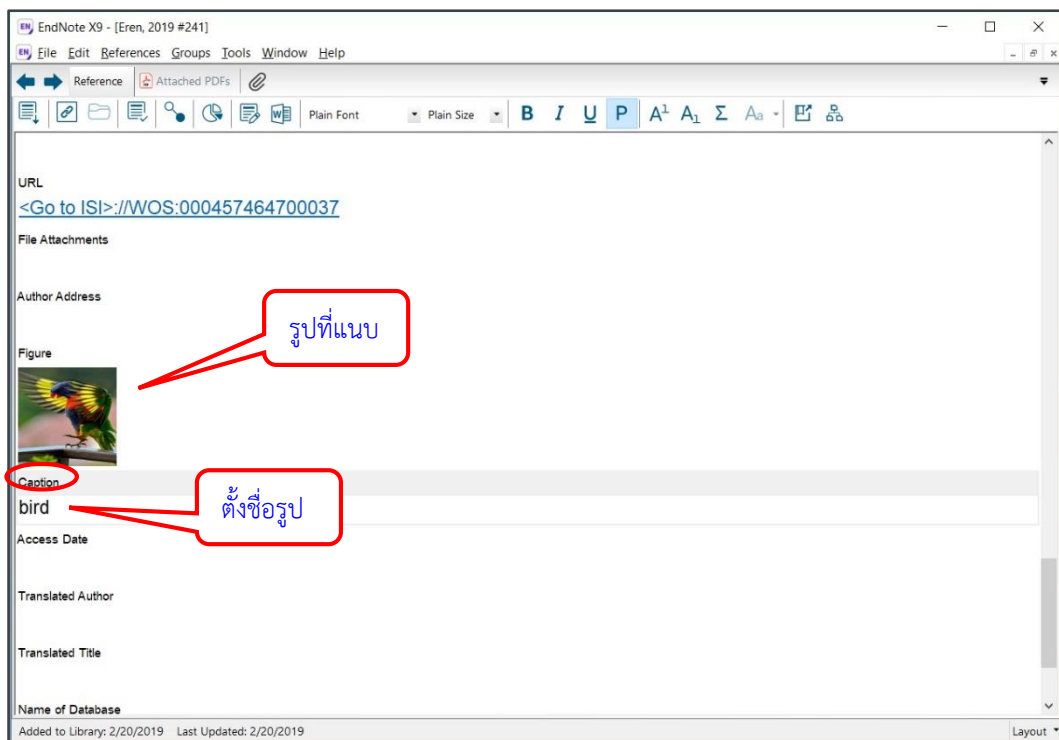 EndNote X9 - [Eren, 2019 #241]
File Edit References Groups Tools Window Help
Reference Attached PDFs
Plain Font Plain Size B I U P A¹ A₁ Σ Aa
URL
<Go to ISI>://WOS:000457464700037
File Attachments
Author Address
รูปที่แนบ
Figure
Caption
ตั้งชื่อรูป
bird
Access Date
Translated Author
Translated Title
Name of Database
Added to Library: 2/20/2019 Last Updated: 2/20/2019 Layout